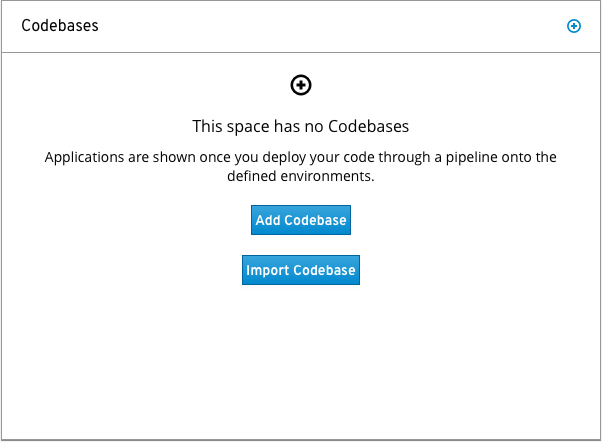 Codebases
This space has no Codebases
Applications are shown once you deploy your code through a pipeline onto the
defined environments.
Add Codebase
Import Codebase